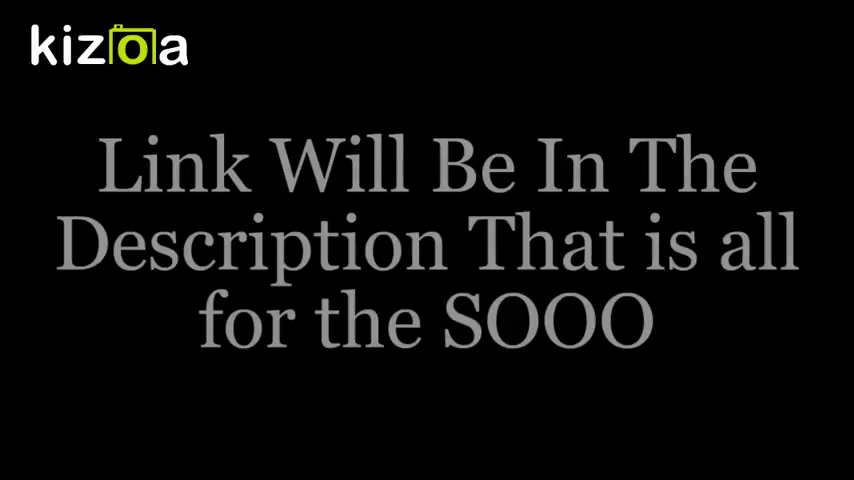 kizoa
Link Will Be In The
Description That is all
for the SOOO